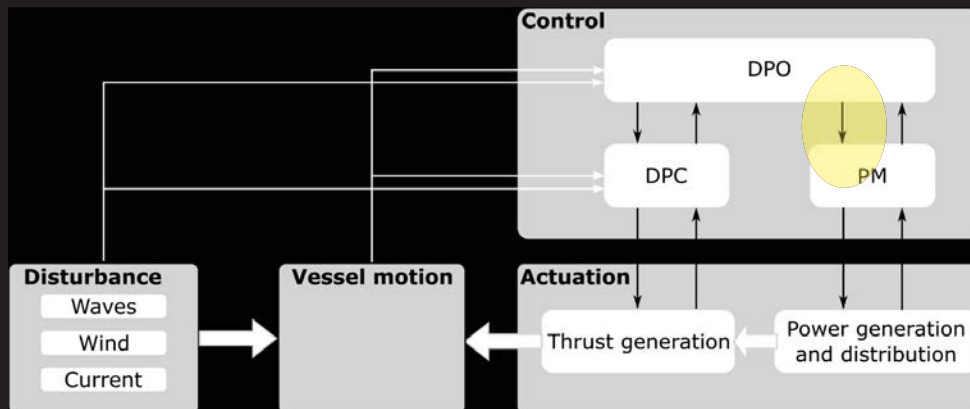 Control
DPO
DPC
PM
Disturbance
Waves
Wind
Current
Vessel motion
Actuation
Thrust generation
Power generation
and distribution